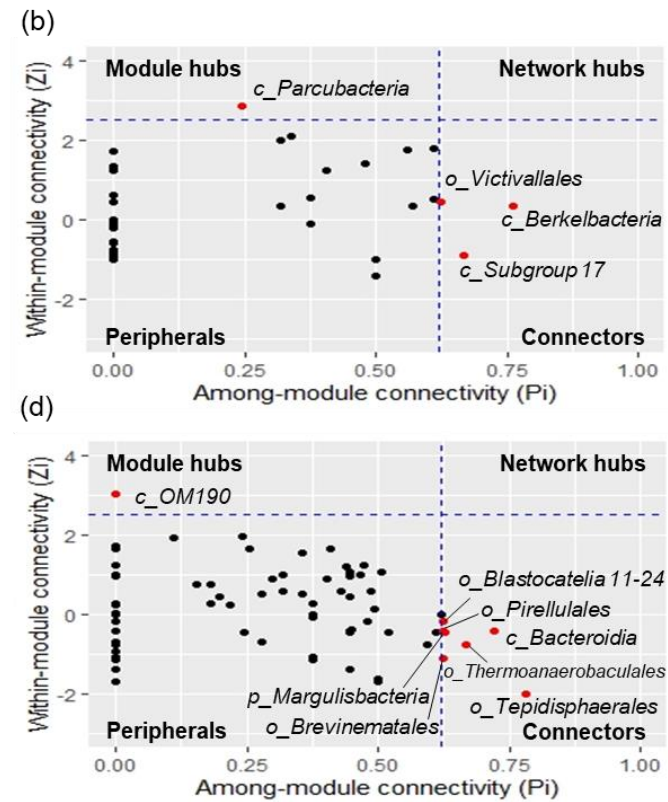 (b)
Module hubs
Network hubs
c_Parcubacteria
o_Victivallales
c_Berkelbacteria
c_Subgroup 17
Peripherals
Connectors
4
2
0
-2
Within-module connectivity (Zi)
0.00 0.25 0.50 0.75 1.00
Among-module connectivity (Pi)
(d)
Module hubs
Network hubs
c_OM190
o_Blastocatelia 11-24
o_Pirellulales
c_Bacteroidia
o_Thermoanaerobaculales
p_Margulisbacteria
o_Brevinematales
o_Tepidisphaerales
Peripherals
Connectors
4
2
0
-2
Within-module connectivity (Zi)
0.00 0.25 0.50 0.75 1.00
Among-module connectivity (Pi)